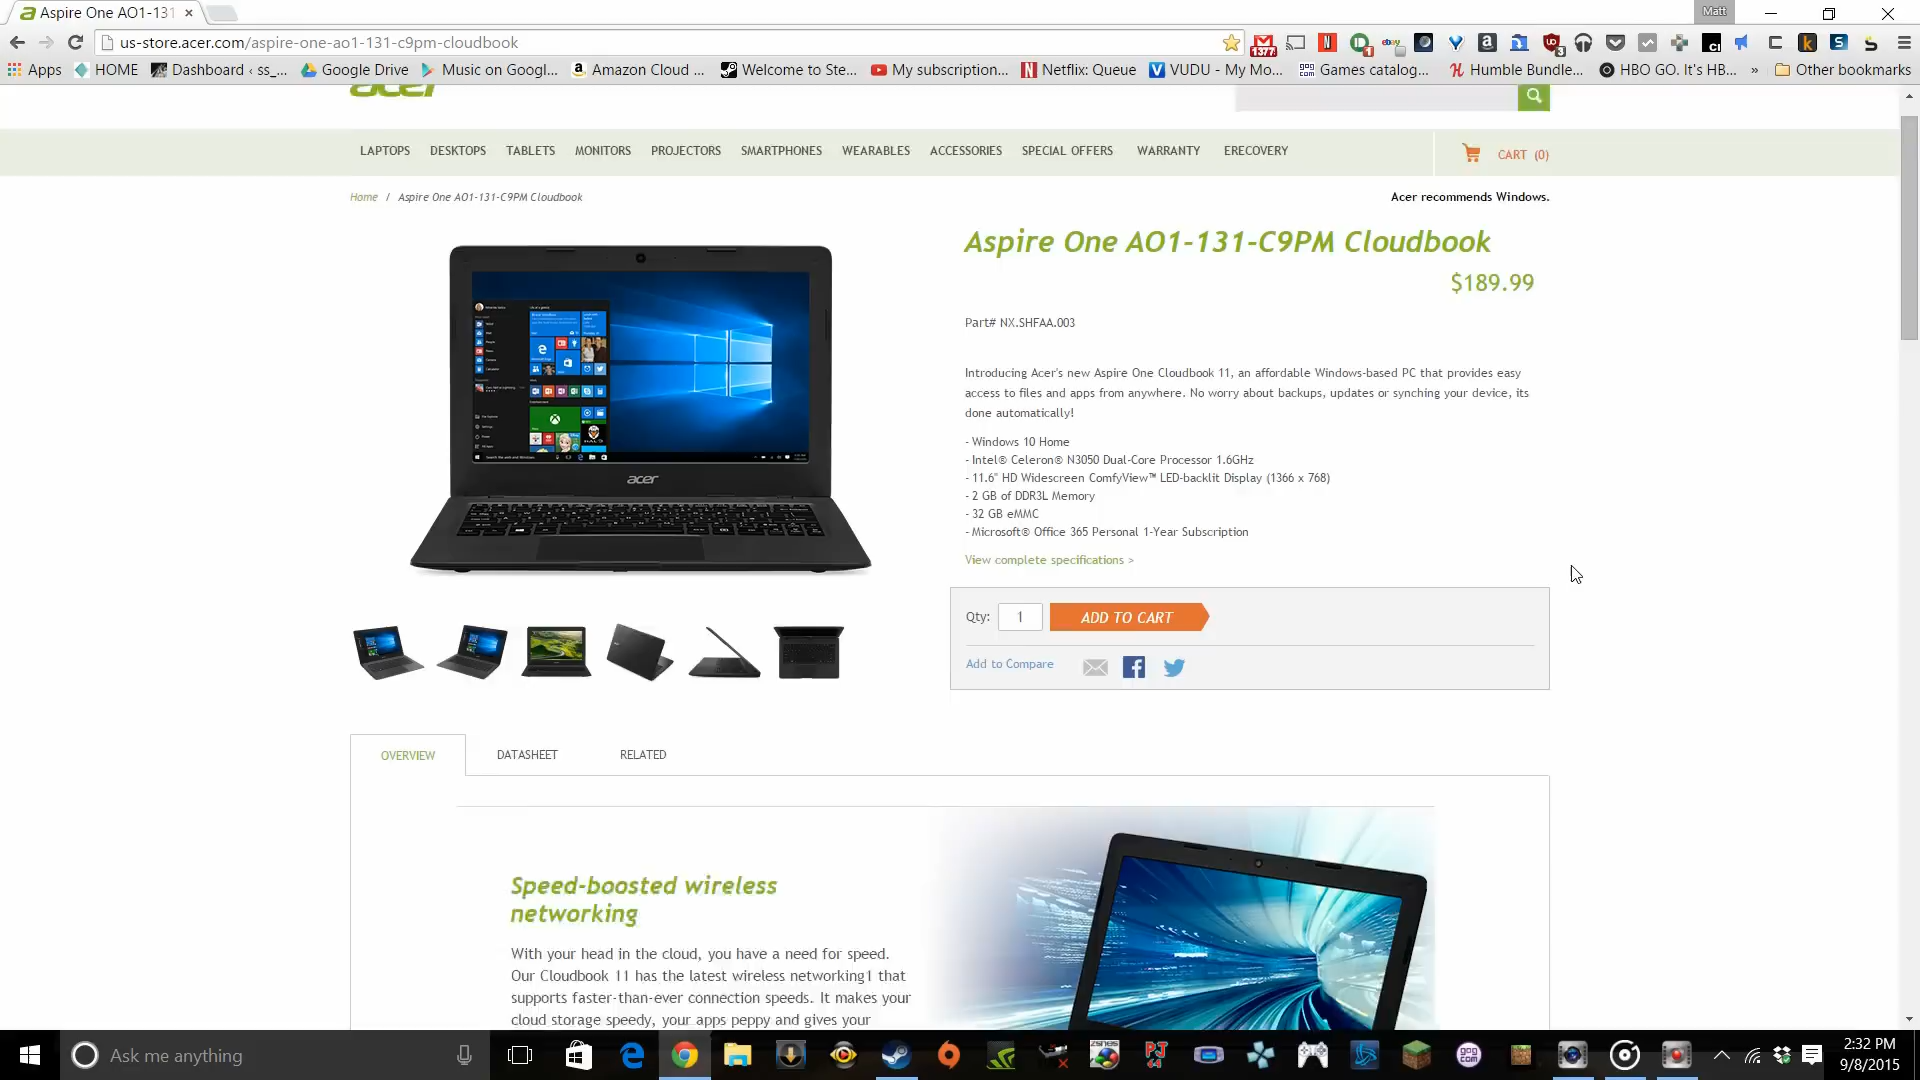 Aspire One AO1-131
Matt
us-store.acer.com/aspire-one-ao1-131-c9pm-cloudbook
1377
Apps
HOME
Dashboard ‹ ss_...
Google Drive
Music on Googl...
Amazon Cloud ...
Welcome to Ste...
My subscription...
Netflix: Queue
VUDU - My Mo...
Games catalog...
Humble Bundle...
HBO GO. It's HB...
»
Other bookmarks
acer
LAPTOPS DESKTOPS TABLETS MONITORS PROJECTORS SMARTPHONES WEARABLES ACCESSORIES SPECIAL OFFERS WARRANTY ERECOVERY
CART (0)
Home / Aspire One AO1-131-C9PM Cloudbook
Acer recommends Windows.
Aspire One AO1-131-C9PM Cloudbook
$189.99
Part# NX.SHFAA.003
Introducing Acer's new Aspire One Cloudbook 11, an affordable Windows-based PC that provides easy
access to files and apps from anywhere. No worry about backups, updates or synching your device, its
done automatically!
- Windows 10 Home
- Intel® Celeron® N3050 Dual-Core Processor 1.6GHz
- 11.6" HD Widescreen ComfyView™ LED-backlit Display (1366 x 768)
- 2 GB of DDR3L Memory
- 32 GB eMMC
- Microsoft® Office 365 Personal 1-Year Subscription
View complete specifications >
acer
Qty: 1 ADD TO CART
Add to Compare
OVERVIEW DATASHEET RELATED
Speed-boosted wireless
networking
With your head in the cloud, you have a need for speed.
Our Cloudbook 11 has the latest wireless networking1 that
supports faster-than-ever connection speeds. It makes your
cloud storage speedy, your apps peppy and gives your
Ask me anything
2:32 PM
9/8/2015